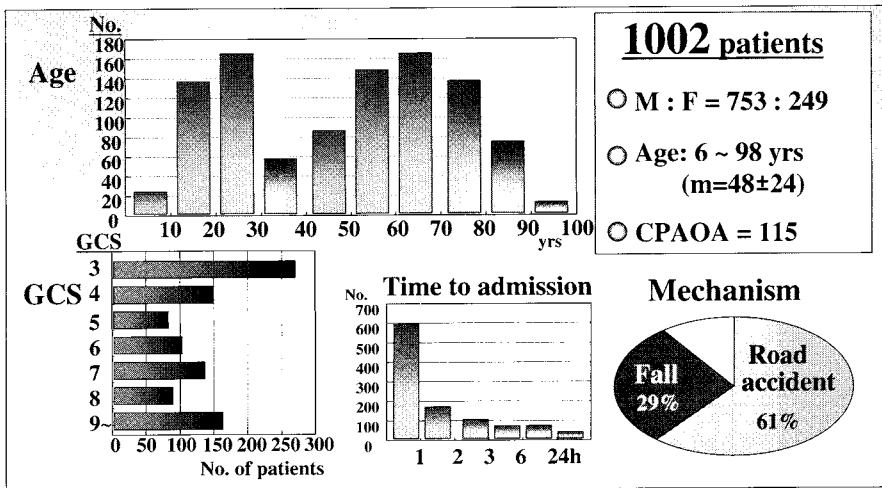 No.
Age
180
160
140
120
100
80
60
40
20
0
10 20 30 40 50 60 70 80 90 100
yrs
1002 patients
M : F = 753 : 249
Age: 6 ~ 98 yrs
(m=48±24)
CPAOA = 115
GCS
GCS
3
4
5
6
7
8
9~
0 50 100 150 200 250 300
No. of patients
Time to admission
No.
700
600
500
400
300
200
100
0
1 2 3 6 24h
Mechanism
Fall
29%
Road
accident
61%